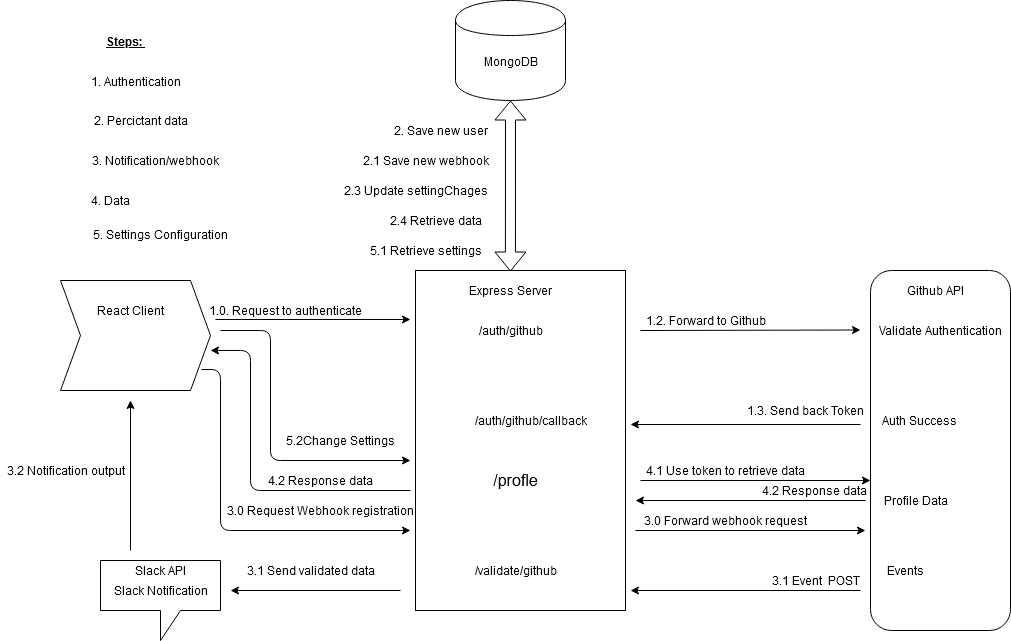 MongoDB
Steps:
1. Authentication
2. Percictant data
3. Notification/webhook
4. Data
5. Settings Configuration
2. Save new user
2.1 Save new webhook
2.3 Update settingChages
2.4 Retrieve data
5.1 Retrieve settings
React Client
1.0. Request to authenticate
5.2Change Settings
4.2 Response data
3.0 Request Webhook registration
3.2 Notification output
Slack API
Slack Notification
3.1 Send validated data
Express Server
/auth/github
/auth/github/callback
/profle
/validate/github
1.2. Forward to Github
1.3. Send back Token
4.1 Use token to retrieve data
4.2 Response data
3.0 Forward webhook request
3.1 Event POST
Github API
Validate Authentication
Auth Success
Profile Data
Events